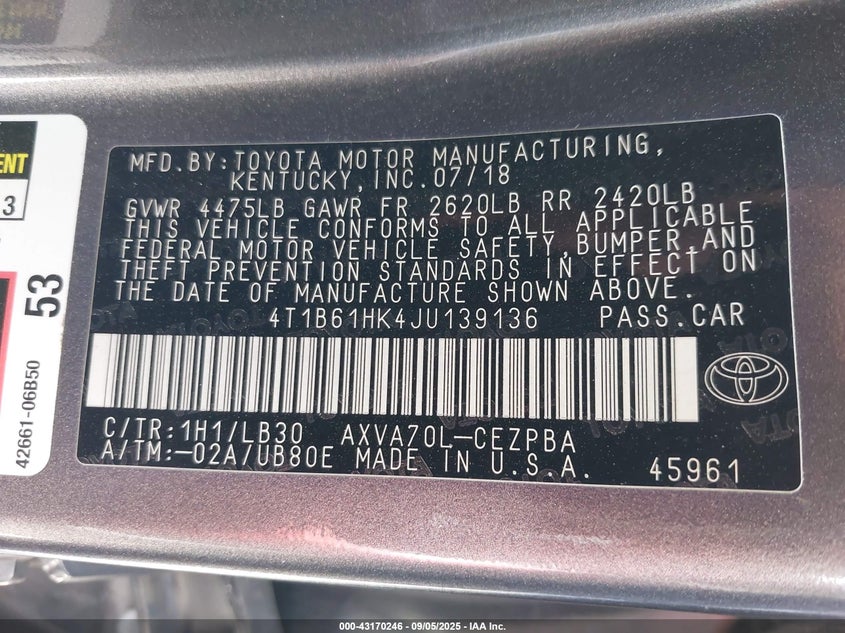 ENT
3
53
42661-06B50
MFD.BY:TOYOTA MOTOR MANUFACTURING,
KENTUCKY,INC.07/18
GVWR 4475LB GAWR FR 2620LB RR 2420LB
THIS VEHICLE CONFORMS TO ALL APPLICABLE
FEDERAL MOTOR VEHICLE SAFETY,BUMPER,AND
THEFT PREVENTION STANDARDS IN EFFECT ON
THE DATE OF MANUFACTURE SHOWN ABOVE.
4T1B61HK4JU139136 PASS.CAR
C/TR:1H1/LB30 AXVA70L-CEZPBA
A/TM:-02A/UB80E MADE IN U.S.A. 45961
000-43170246 - 09/05/2025 - IAA Inc.